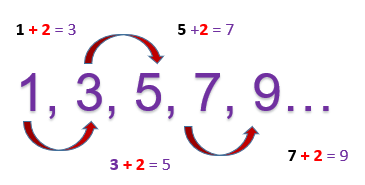 1 + 2 = 3
5 +2 = 7
1, 3, 5, 7, 9...
3 + 2 = 5
7 + 2 = 9